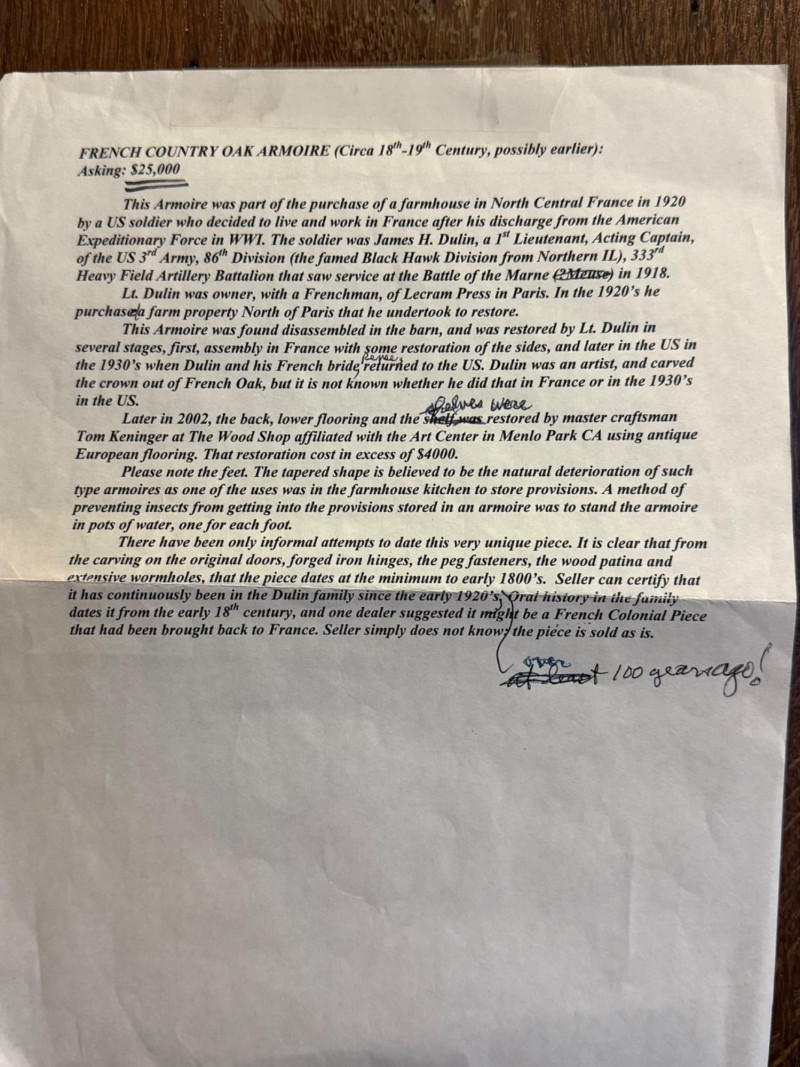 FRENCH COUNTRY OAK ARMOIRE (Circa 18th-19th Century, possibly earlier):
Asking: $25,000
This Armoire was part of the purchase of a farmhouse in North Central France in 1920
by a US soldier who decided to live and work in France after his discharge from the American
Expeditionary Force in WWI. The soldier was James H. Dulin, a 1st Lieutenant, Acting Captain,
of the US 3rd Army, 86th Division (the famed Black Hawk Division from Northern IL), 333rd
Heavy Field Artillery Battalion that saw service at the Battle of the Marne (?Meuse) in 1918.
Lt. Dulin was owner, with a Frenchman, of Lecram Press in Paris. In the 1920's he
purchased a farm property North of Paris that he undertook to restore.
This Armoire was found disassembled in the barn, and was restored by Lt. Dulin in
several stages, first, assembly in France with some restoration of the sides, and later in the US in
the 1930's when Dulin and his French bride, returned to the US. Dulin was an artist, and carved
the crown out of French Oak, but it is not known whether he did that in France or in the 1930's
in the US.
shelves were
Later in 2002, the back, lower flooring and the shelf was restored by master craftsman
Tom Keninger at The Wood Shop affiliated with the Art Center in Menlo Park CA using antique
European flooring. That restoration cost in excess of $4000.
Please note the feet. The tapered shape is believed to be the natural deterioration of such
type armoires as one of the uses was in the farmhouse kitchen to store provisions. A method of
preventing insects from getting into the provisions stored in an armoire was to stand the armoire
in pots of water, one for each foot.
There have been only informal attempts to date this very unique piece. It is clear that from
the carving on the original doors, forged iron hinges, the peg fasteners, the wood patina and
extensive wormholes, that the piece dates at the minimum to early 1800's. Seller can certify that
it has continuously been in the Dulin family since the early 1920's, Oral history in the family
dates it from the early 18th century, and one dealer suggested it might be a French Colonial Piece
that had been brought back to France. Seller simply does not know; the piece is sold as is.
over
at least 100 years ago!